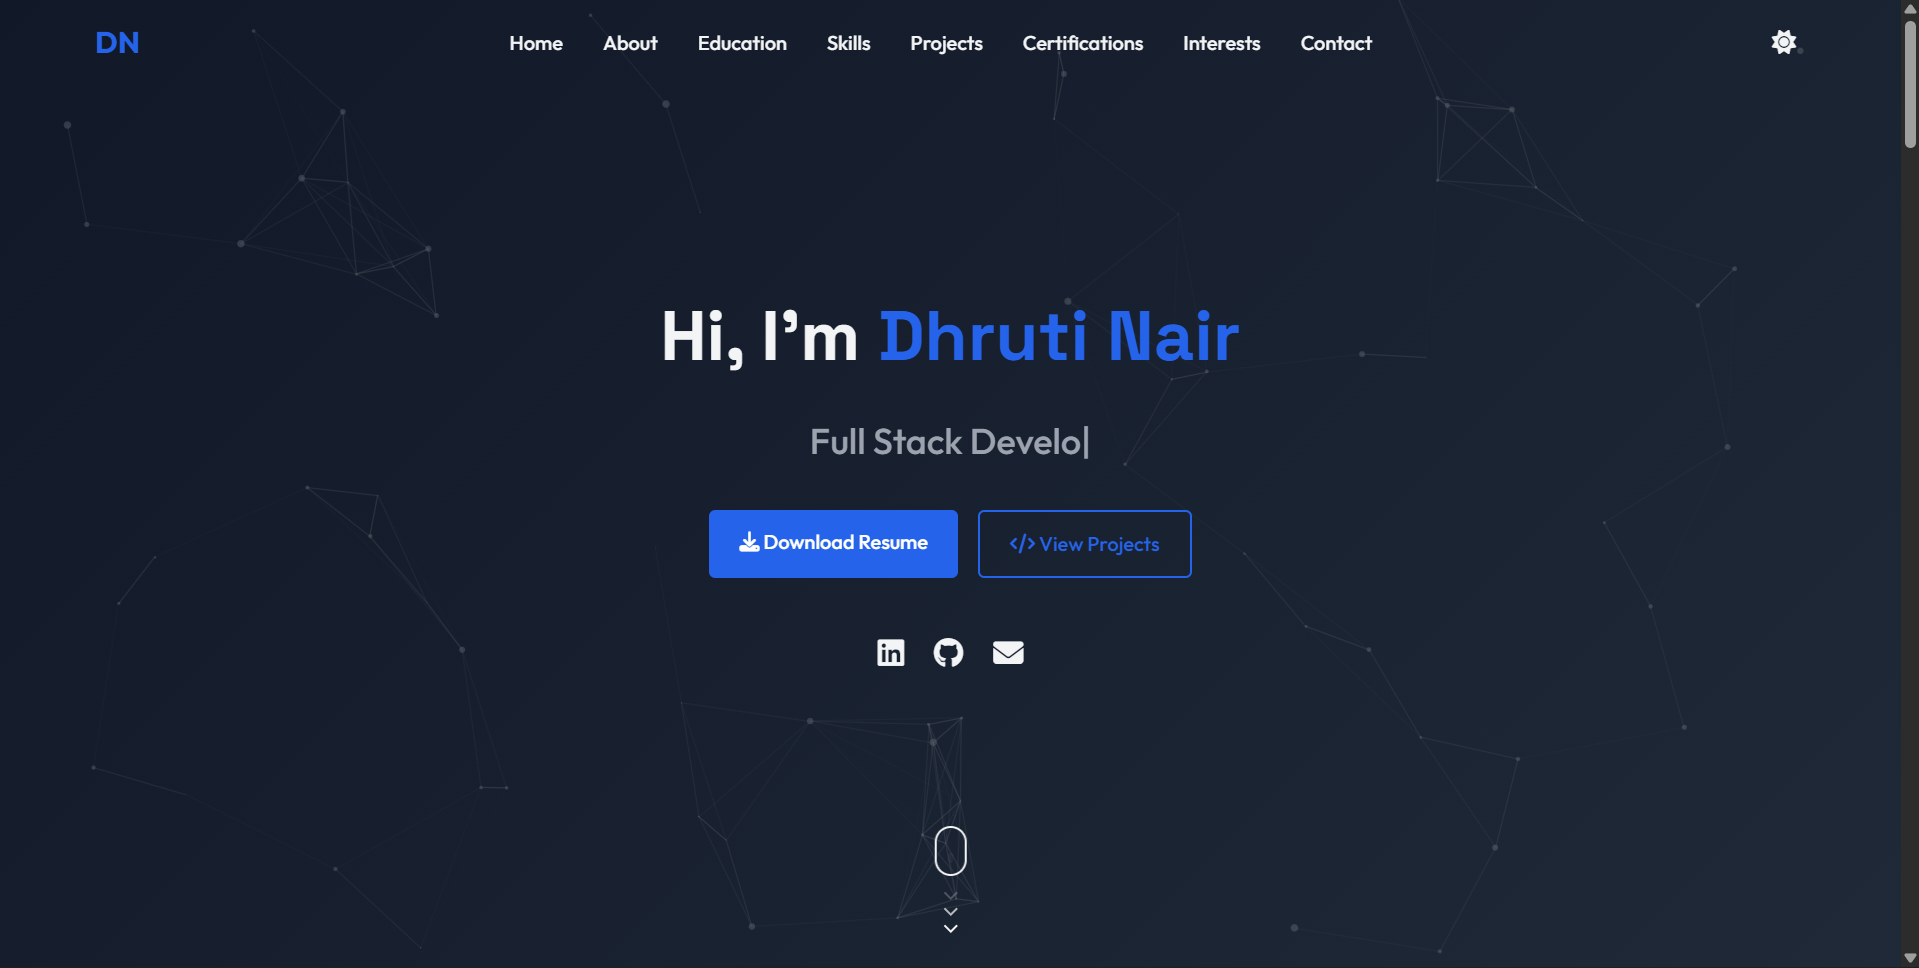 DN
Home About Education Skills Projects Certifications Interests Contact
Hi, I'm Dhruti Nair
Full Stack Develo|
Download Resume
</> View Projects
in